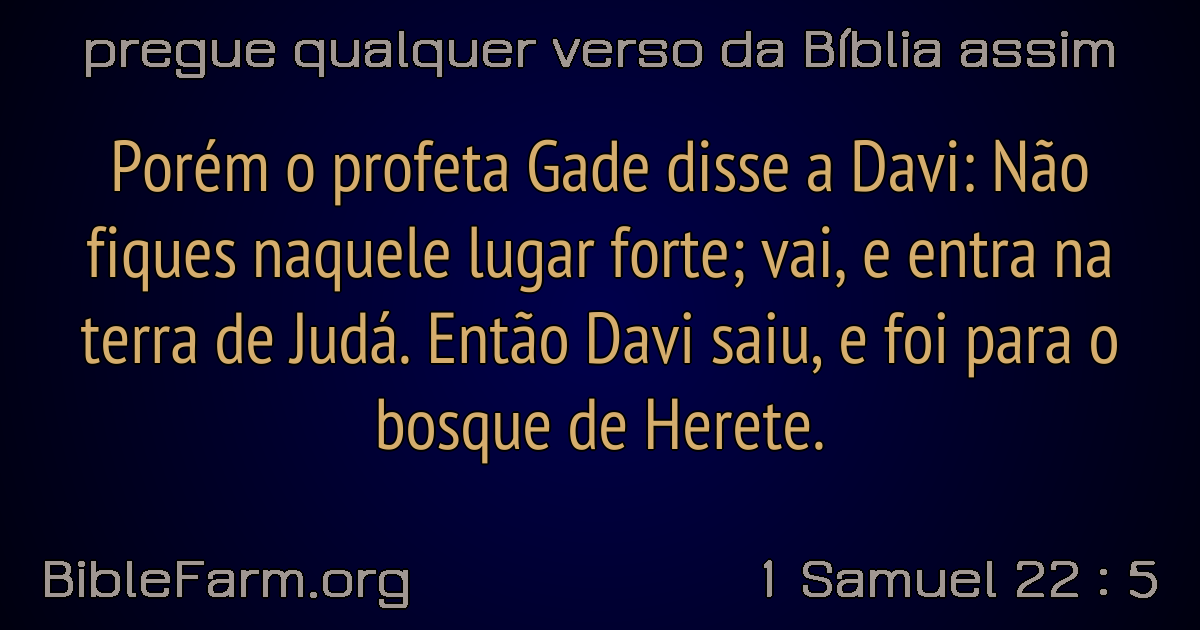 pregue qualquer verso da Bíblia assim
Porém o profeta Gade disse a Davi: Não
fiques naquele lugar forte; vai, e entra na
terra de Judá. Então Davi saiu, e foi para o
bosque de Herete.
BibleFarm.org
1 Samuel 22 : 5